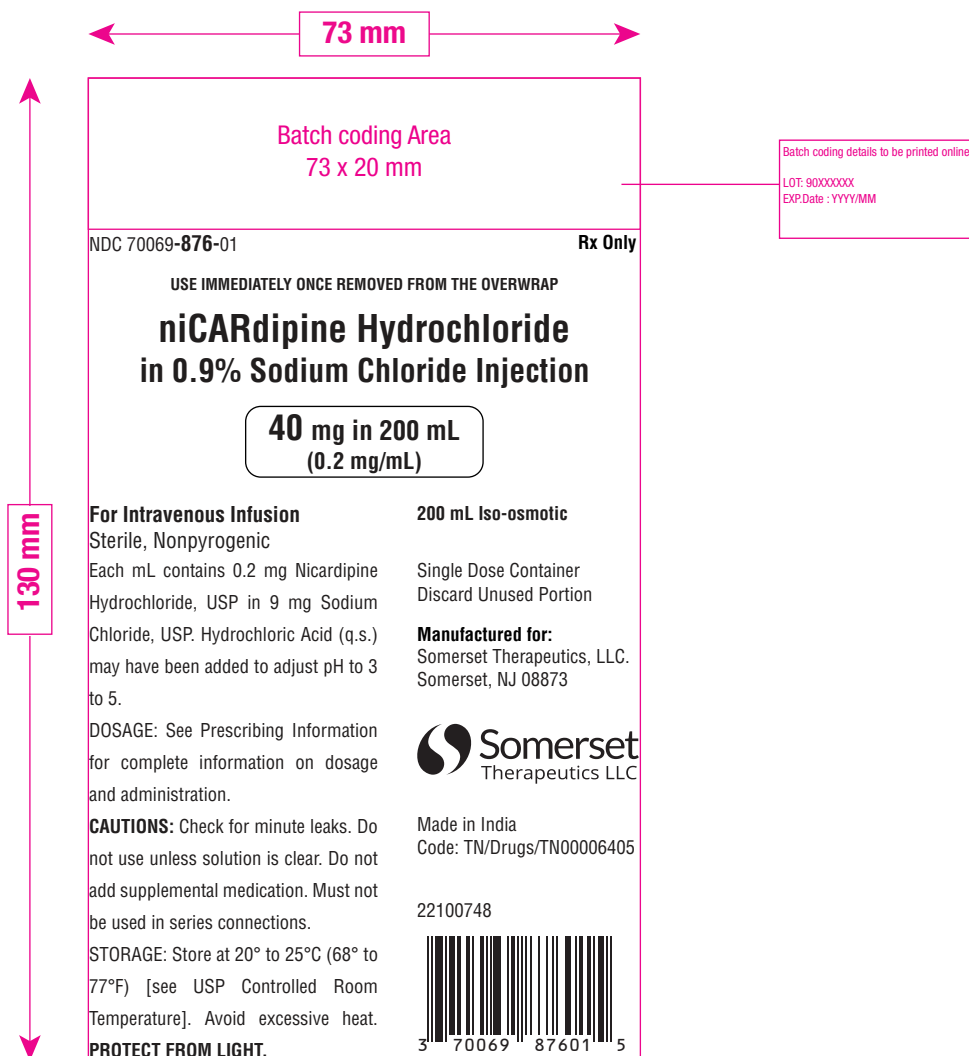 73 mm
Batch coding Area
73 x 20 mm
Batch coding details to be printed online
LOT: 90XXXXXX
EXP.Date : YYYY/MM
NDC 70069-876-01
Rx Only
USE IMMEDIATELY ONCE REMOVED FROM THE OVERWRAP
niCARdipine Hydrochloride
in 0.9% Sodium Chloride Injection
40 mg in 200 mL
(0.2 mg/mL)
130 mm
For Intravenous Infusion
Sterile, Nonpyrogenic
Each mL contains 0.2 mg Nicardipine
Hydrochloride, USP in 9 mg Sodium
Chloride, USP. Hydrochloric Acid (q.s.)
may have been added to adjust pH to 3
to 5.
DOSAGE: See Prescribing Information
for complete information on dosage
and administration.
CAUTIONS: Check for minute leaks. Do
not use unless solution is clear. Do not
add supplemental medication. Must not
be used in series connections.
STORAGE: Store at 20° to 25°C (68° to
77°F) [see USP Controlled Room
Temperature]. Avoid excessive heat.
PROTECT FROM LIGHT.
200 mL Iso-osmotic
Single Dose Container
Discard Unused Portion
Manufactured for:
Somerset Therapeutics, LLC.
Somerset, NJ 08873
Somerset
Therapeutics LLC
Made in India
Code: TN/Drugs/TN00006405
22100748
3 70069 87601 5